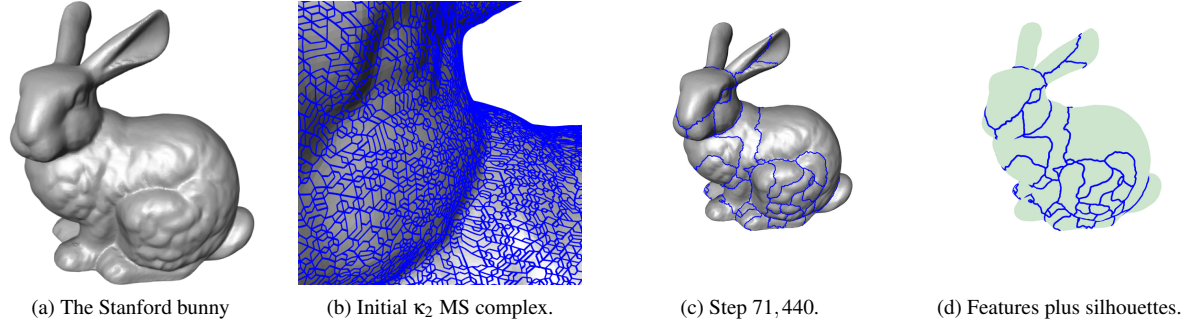 (a) The Stanford bunny
(b) Initial κ₂ MS complex.
(c) Step 71,440.
(d) Features plus silhouettes.